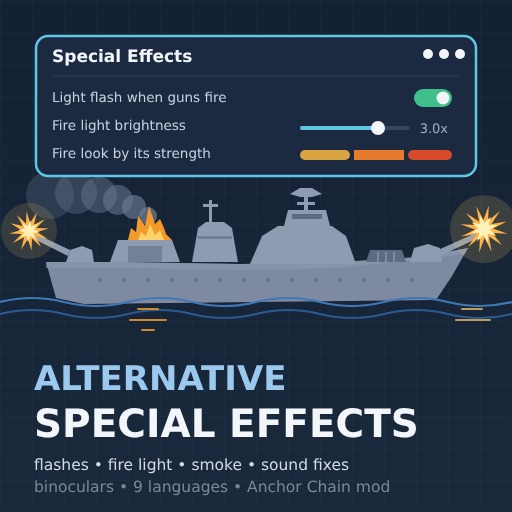 Special Effects
Light flash when guns fire
Fire light brightness
3.0x
Fire look by its strength
ALTERNATIVE
SPECIAL EFFECTS
flashes • fire light • smoke • sound fixes
binoculars • 9 languages • Anchor Chain mod